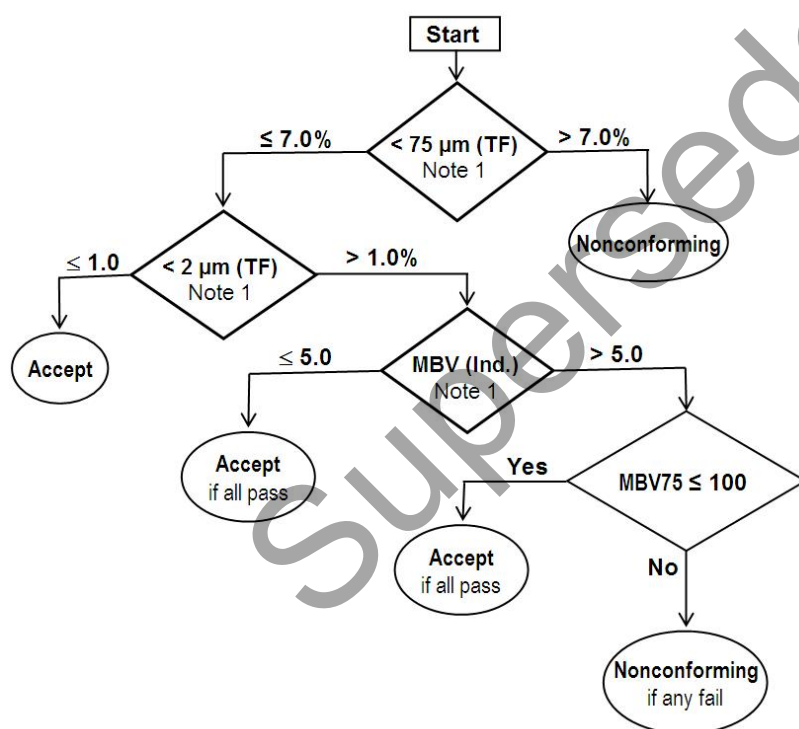 Start
≤ 7.0%
< 75 µm (TF)
Note 1
> 7.0%
Nonconforming
≤ 1.0
< 2 µm (TF)
Note 1
> 1.0%
Accept
≤ 5.0
MBV (Ind.)
Note 1
> 5.0
Accept
if all pass
Yes
MBV75 ≤ 100
Accept
if all pass
No
Nonconforming
if any fail
Supersede